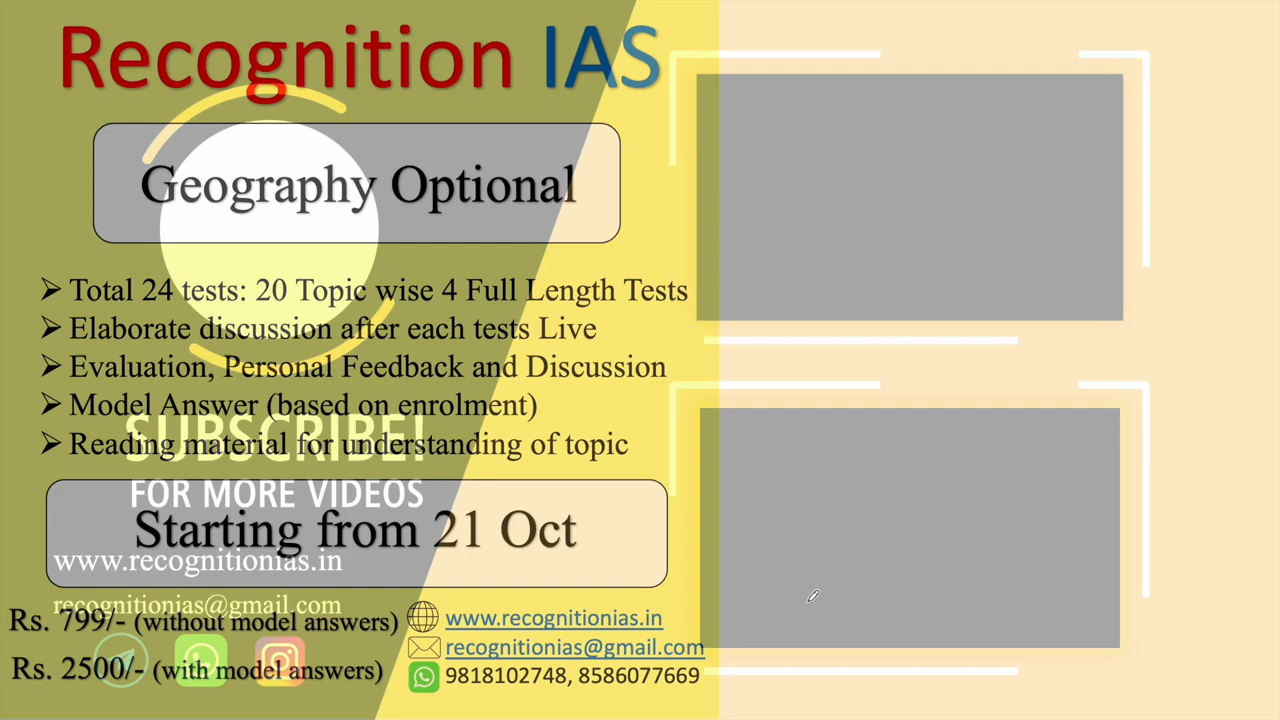 Recognition IAS
Geography Optional
➢ Total 24 tests: 20 Topic wise 4 Full Length Tests
➢ Elaborate discussion after each tests Live
➢ Evaluation, Personal Feedback and Discussion
➢ Model Answer (based on enrolment)
➢ Reading material for understanding of topic
SUBSCRIBE!
FOR MORE VIDEOS
Starting from 21 Oct
www.recognitionias.in
recognitionias@gmail.com
Rs. 799/- (without model answers)
Rs. 2500/- (with model answers)
www.recognitionias.in
recognitionias@gmail.com
9818102748, 8586077669